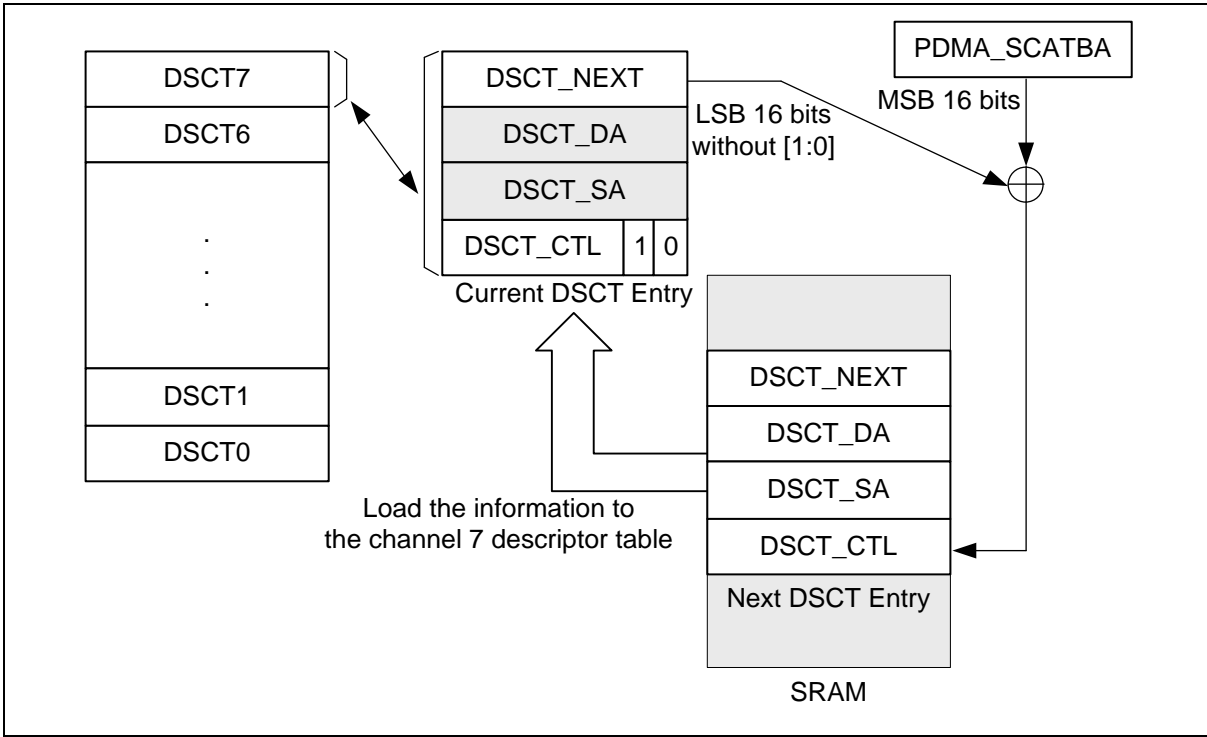 DSCT7
DSCT6
.
.
.
DSCT1
DSCT0
DSCT_NEXT
DSCT_DA
DSCT_SA
DSCT_CTL 1 0
Current DSCT Entry
PDMA_SCATBA
MSB 16 bits
LSB 16 bits
without [1:0]
Load the information to
the channel 7 descriptor table
DSCT_NEXT
DSCT_DA
DSCT_SA
DSCT_CTL
Next DSCT Entry
SRAM